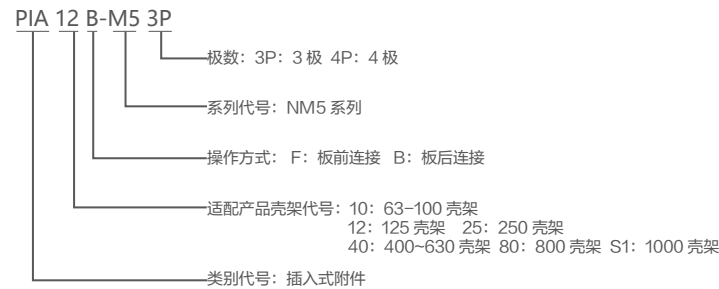 PIA 12 B-M5 3P
极数：3P：3 极 4P：4 极
系列代号：NM5 系列
操作方式： F：板前连接 B：板后连接
适配产品壳架代号：10：63-100 壳架
12：125 壳架 25：250 壳架
40：400~630 壳架 80：800 壳架 S1：1000 壳架
类别代号：插入式附件